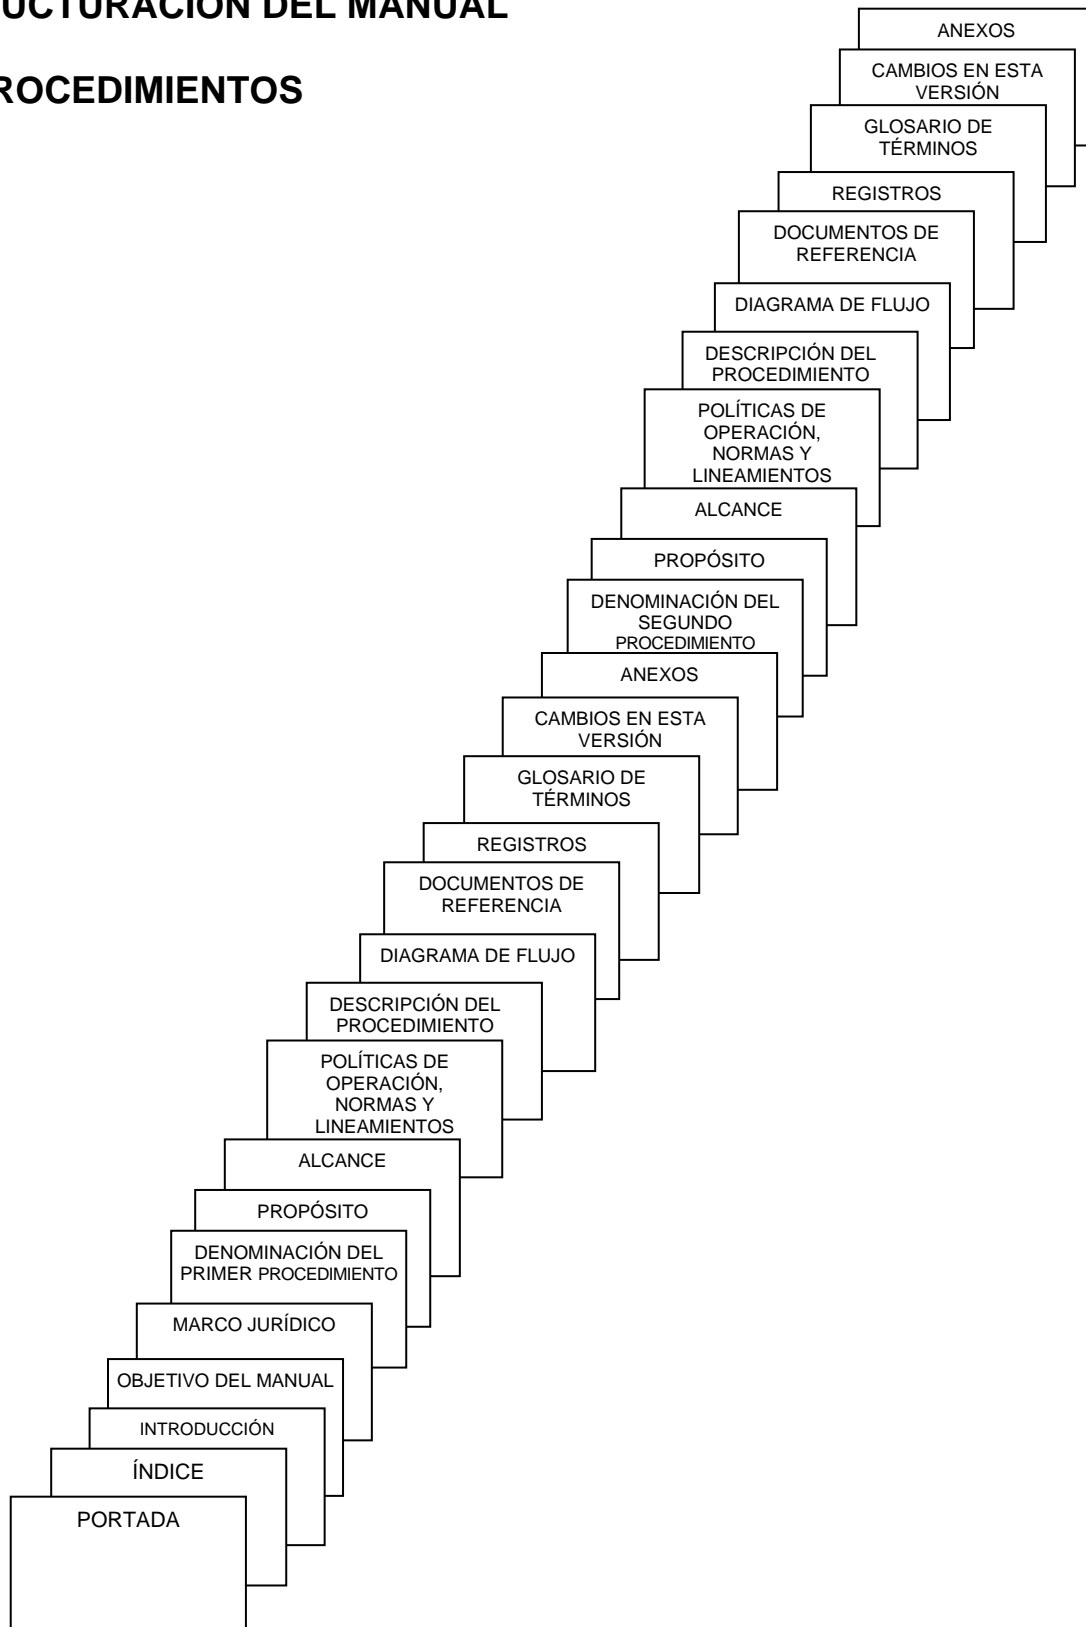 UCTURACIÓN DEL MANUAL
ROCEDIMIENTOS
ANEXOS
CAMBIOS EN ESTA
VERSIÓN
GLOSARIO DE
TÉRMINOS
REGISTROS
DOCUMENTOS DE
REFERENCIA
DIAGRAMA DE FLUJO
DESCRIPCIÓN DEL
PROCEDIMIENTO
POLÍTICAS DE
OPERACIÓN,
NORMAS Y
LINEAMIENTOS
ALCANCE
PROPÓSITO
DENOMINACIÓN DEL
SEGUNDO
PROCEDIMIENTO
ANEXOS
CAMBIOS EN ESTA
VERSIÓN
GLOSARIO DE
TÉRMINOS
REGISTROS
DOCUMENTOS DE
REFERENCIA
DIAGRAMA DE FLUJO
DESCRIPCIÓN DEL
PROCEDIMIENTO
POLÍTICAS DE
OPERACIÓN,
NORMAS Y
LINEAMIENTOS
ALCANCE
PROPÓSITO
DENOMINACIÓN DEL
PRIMER PROCEDIMIENTO
MARCO JURÍDICO
OBJETIVO DEL MANUAL
INTRODUCCIÓN
ÍNDICE
PORTADA